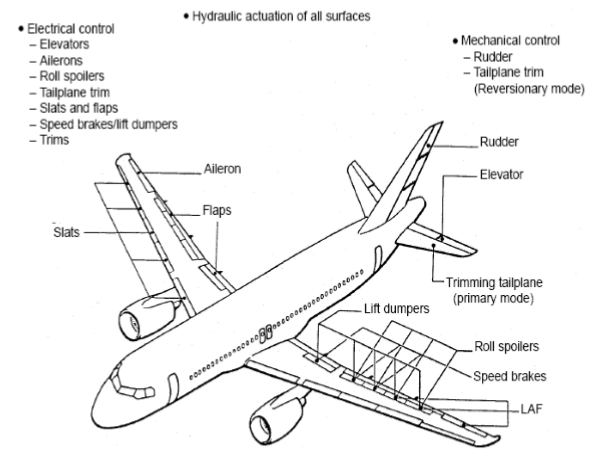 • Hydraulic actuation of all surfaces
• Electrical control
– Elevators
– Ailerons
– Roll spoilers
– Tailplane trim
– Slats and flaps
– Speed brakes/lift dumpers
– Trims
• Mechanical control
– Rudder
– Tailplane trim
(Reversionary mode)
Rudder
Aileron
Elevator
Flaps
Slats
Trimming tailplane
(primary mode)
Lift dumpers
Roll spoilers
Speed brakes
LAF